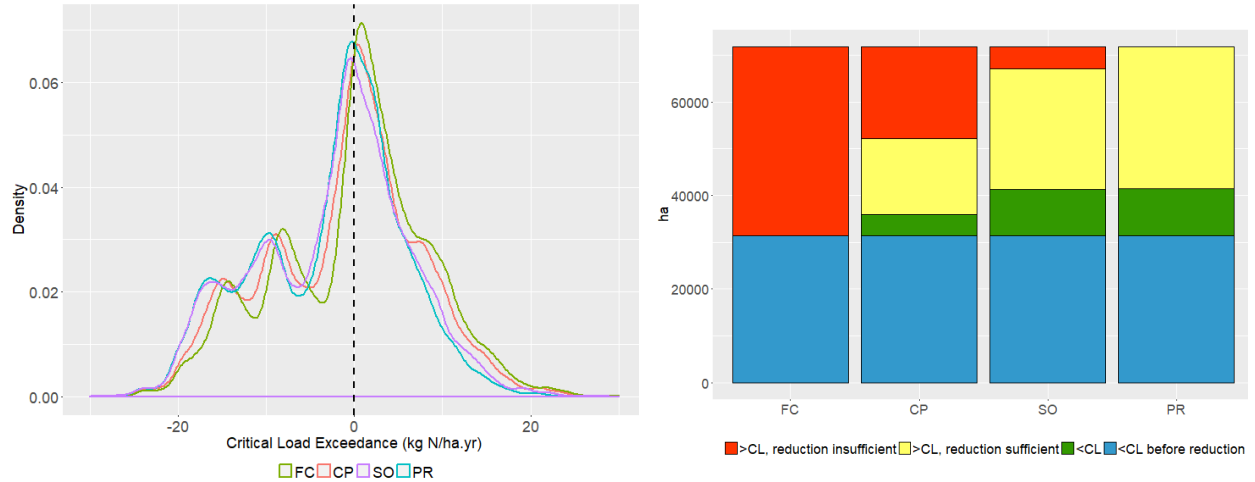 0.06
0.04
0.02
0.00
Density
-20
0
20
Critical Load Exceedance (kg N/ha.yr)
FC CP SO PR
60000
40000
20000
0
ha
FC CP SO PR
>CL, reduction insufficient >CL, reduction sufficient <CL <CL before reduction